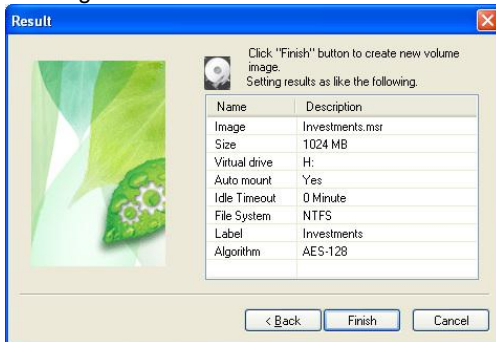 Result
Click "Finish" button to create new volume
image.
Setting results as like the following.
Name Description
Image Investments.msr
Size 1024 MB
Virtual drive H:
Auto mount Yes
Idle Timeout 0 Minute
File System NTFS
Label Investments
Algorithm AES-128
< Back Finish Cancel